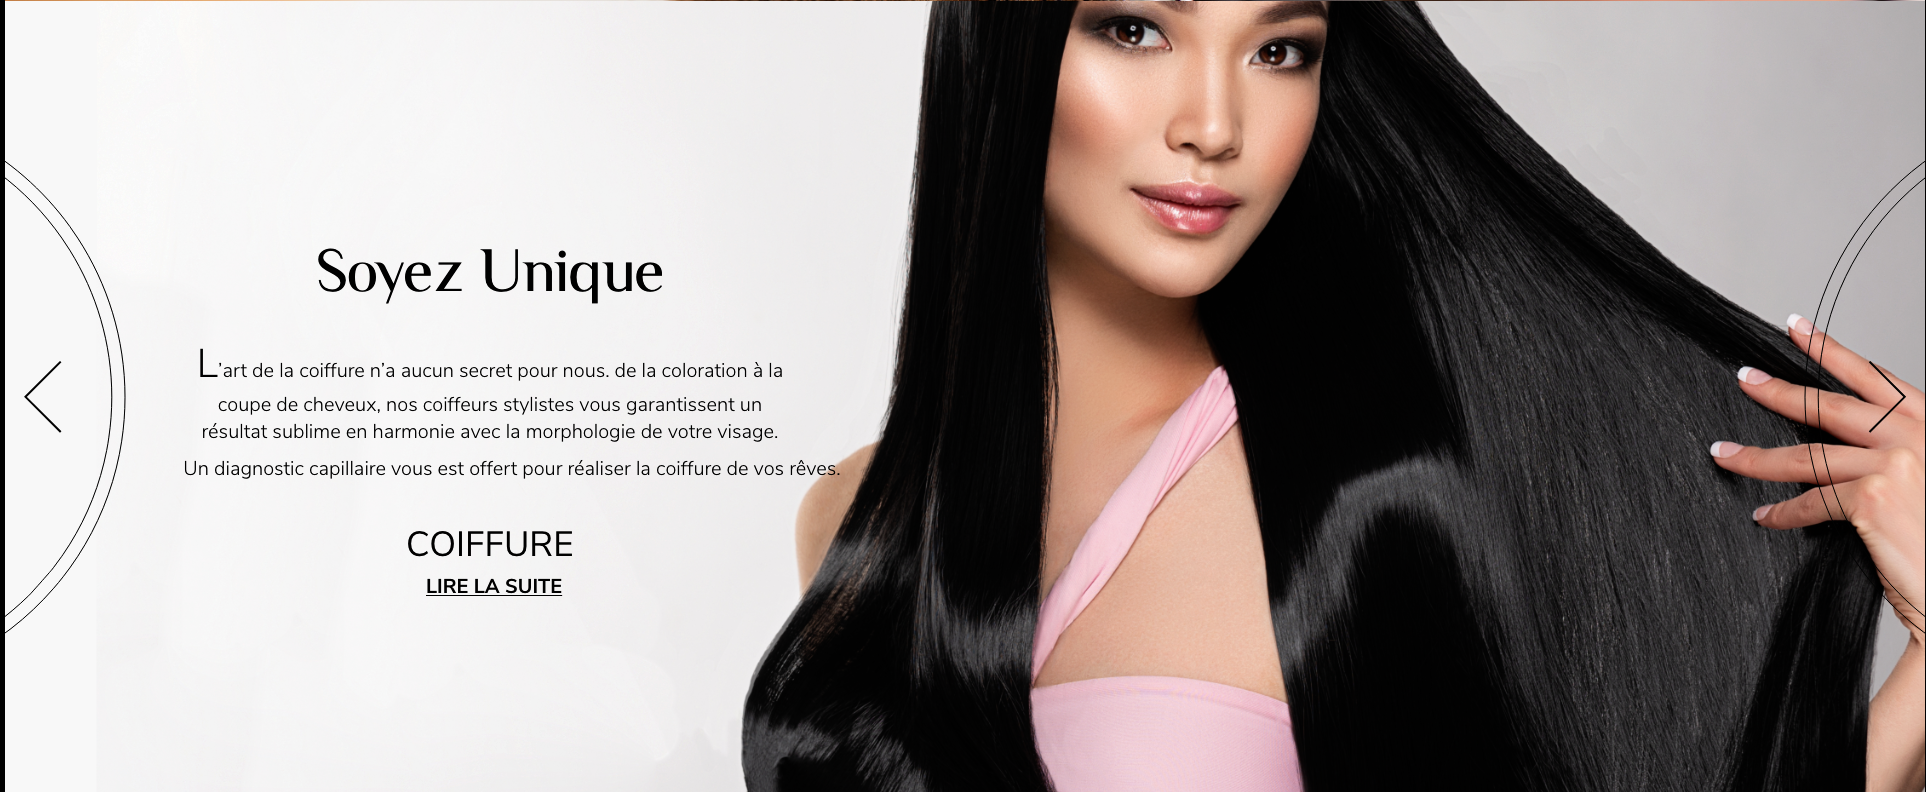 Soyez Unique
L'art de la coiffure n'a aucun secret pour nous. de la coloration à la
coupe de cheveux, nos coiffeurs stylistes vous garantissent un
résultat sublime en harmonie avec la morphologie de votre visage.
Un diagnostic capillaire vous est offert pour réaliser la coiffure de vos rêves.
COIFFURE
LIRE LA SUITE